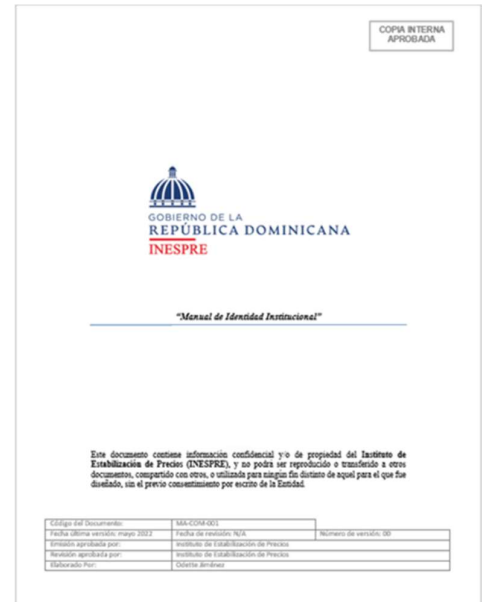 COPIA INTERNA
APROBADA
GOBIERNO DE LA
REPÚBLICA DOMINICANA
INESPRE
“Manual de Identidad Institucional”
Este documento contiene información confidencial y/o de propiedad del Instituto de
Estabilización de Precios (INESPRE), y no podrá ser reproducido o transferido a otros
documentos, compartido con otros, o utilizada para ningún fin distinto de aquel para el que fue
diseñado, sin el previo consentimiento por escrito de la Entidad.
Código del Documento: MA-COM-001
Fecha última versión: mayo 2022 Fecha de revisión: N/A Número de versión: 00
Emisión aprobada por: Instituto de Estabilización de Precios
Revisión aprobada por: Instituto de Estabilización de Precios
Elaborado Por: Odette Jiménez